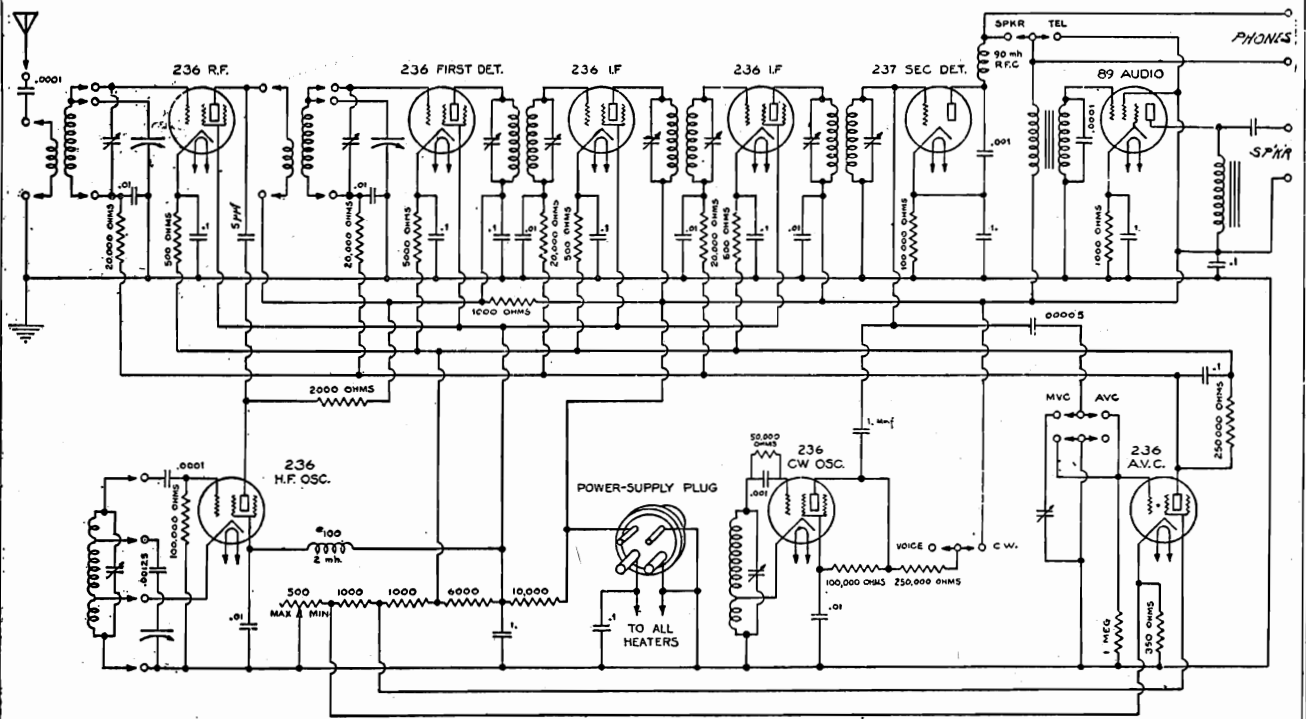 SPKR TEL
PHONES
90 mh
R.F.C
.0001
236 R.F.
236 FIRST DET.
236 I.F
236 I.F
237 SEC DET.
89 AUDIO
.0001
.001
SPKR
.01
20,000 OHMS
500 OHMS
.1
.01
20,000 OHMS
5000 OHMS
.1
.1
.01
20,000 OHMS
500 OHMS
.1
.01
20,000 OHMS
600 OHMS
.1
.01
100,000 OHMS
1.
1000 OHMS
.1
.1
1000 OHMS
.00005
2000 OHMS
.1
250,000 OHMS
MVC AVC
1. Mmf
50,000
OHMS
.001
236
CW OSC.
236
A.V.C.
.0001
236
H.F. OSC.
100,000 OHMS
.00125
POWER-SUPPLY PLUG
100
2 mh.
VOICE C.W.
100,000 OHMS 250,000 OHMS
500 1000 1000 6000 10,000
MAX MIN
.01
1.
.1
TO ALL
HEATERS
.01
1 MEG
350 OHMS